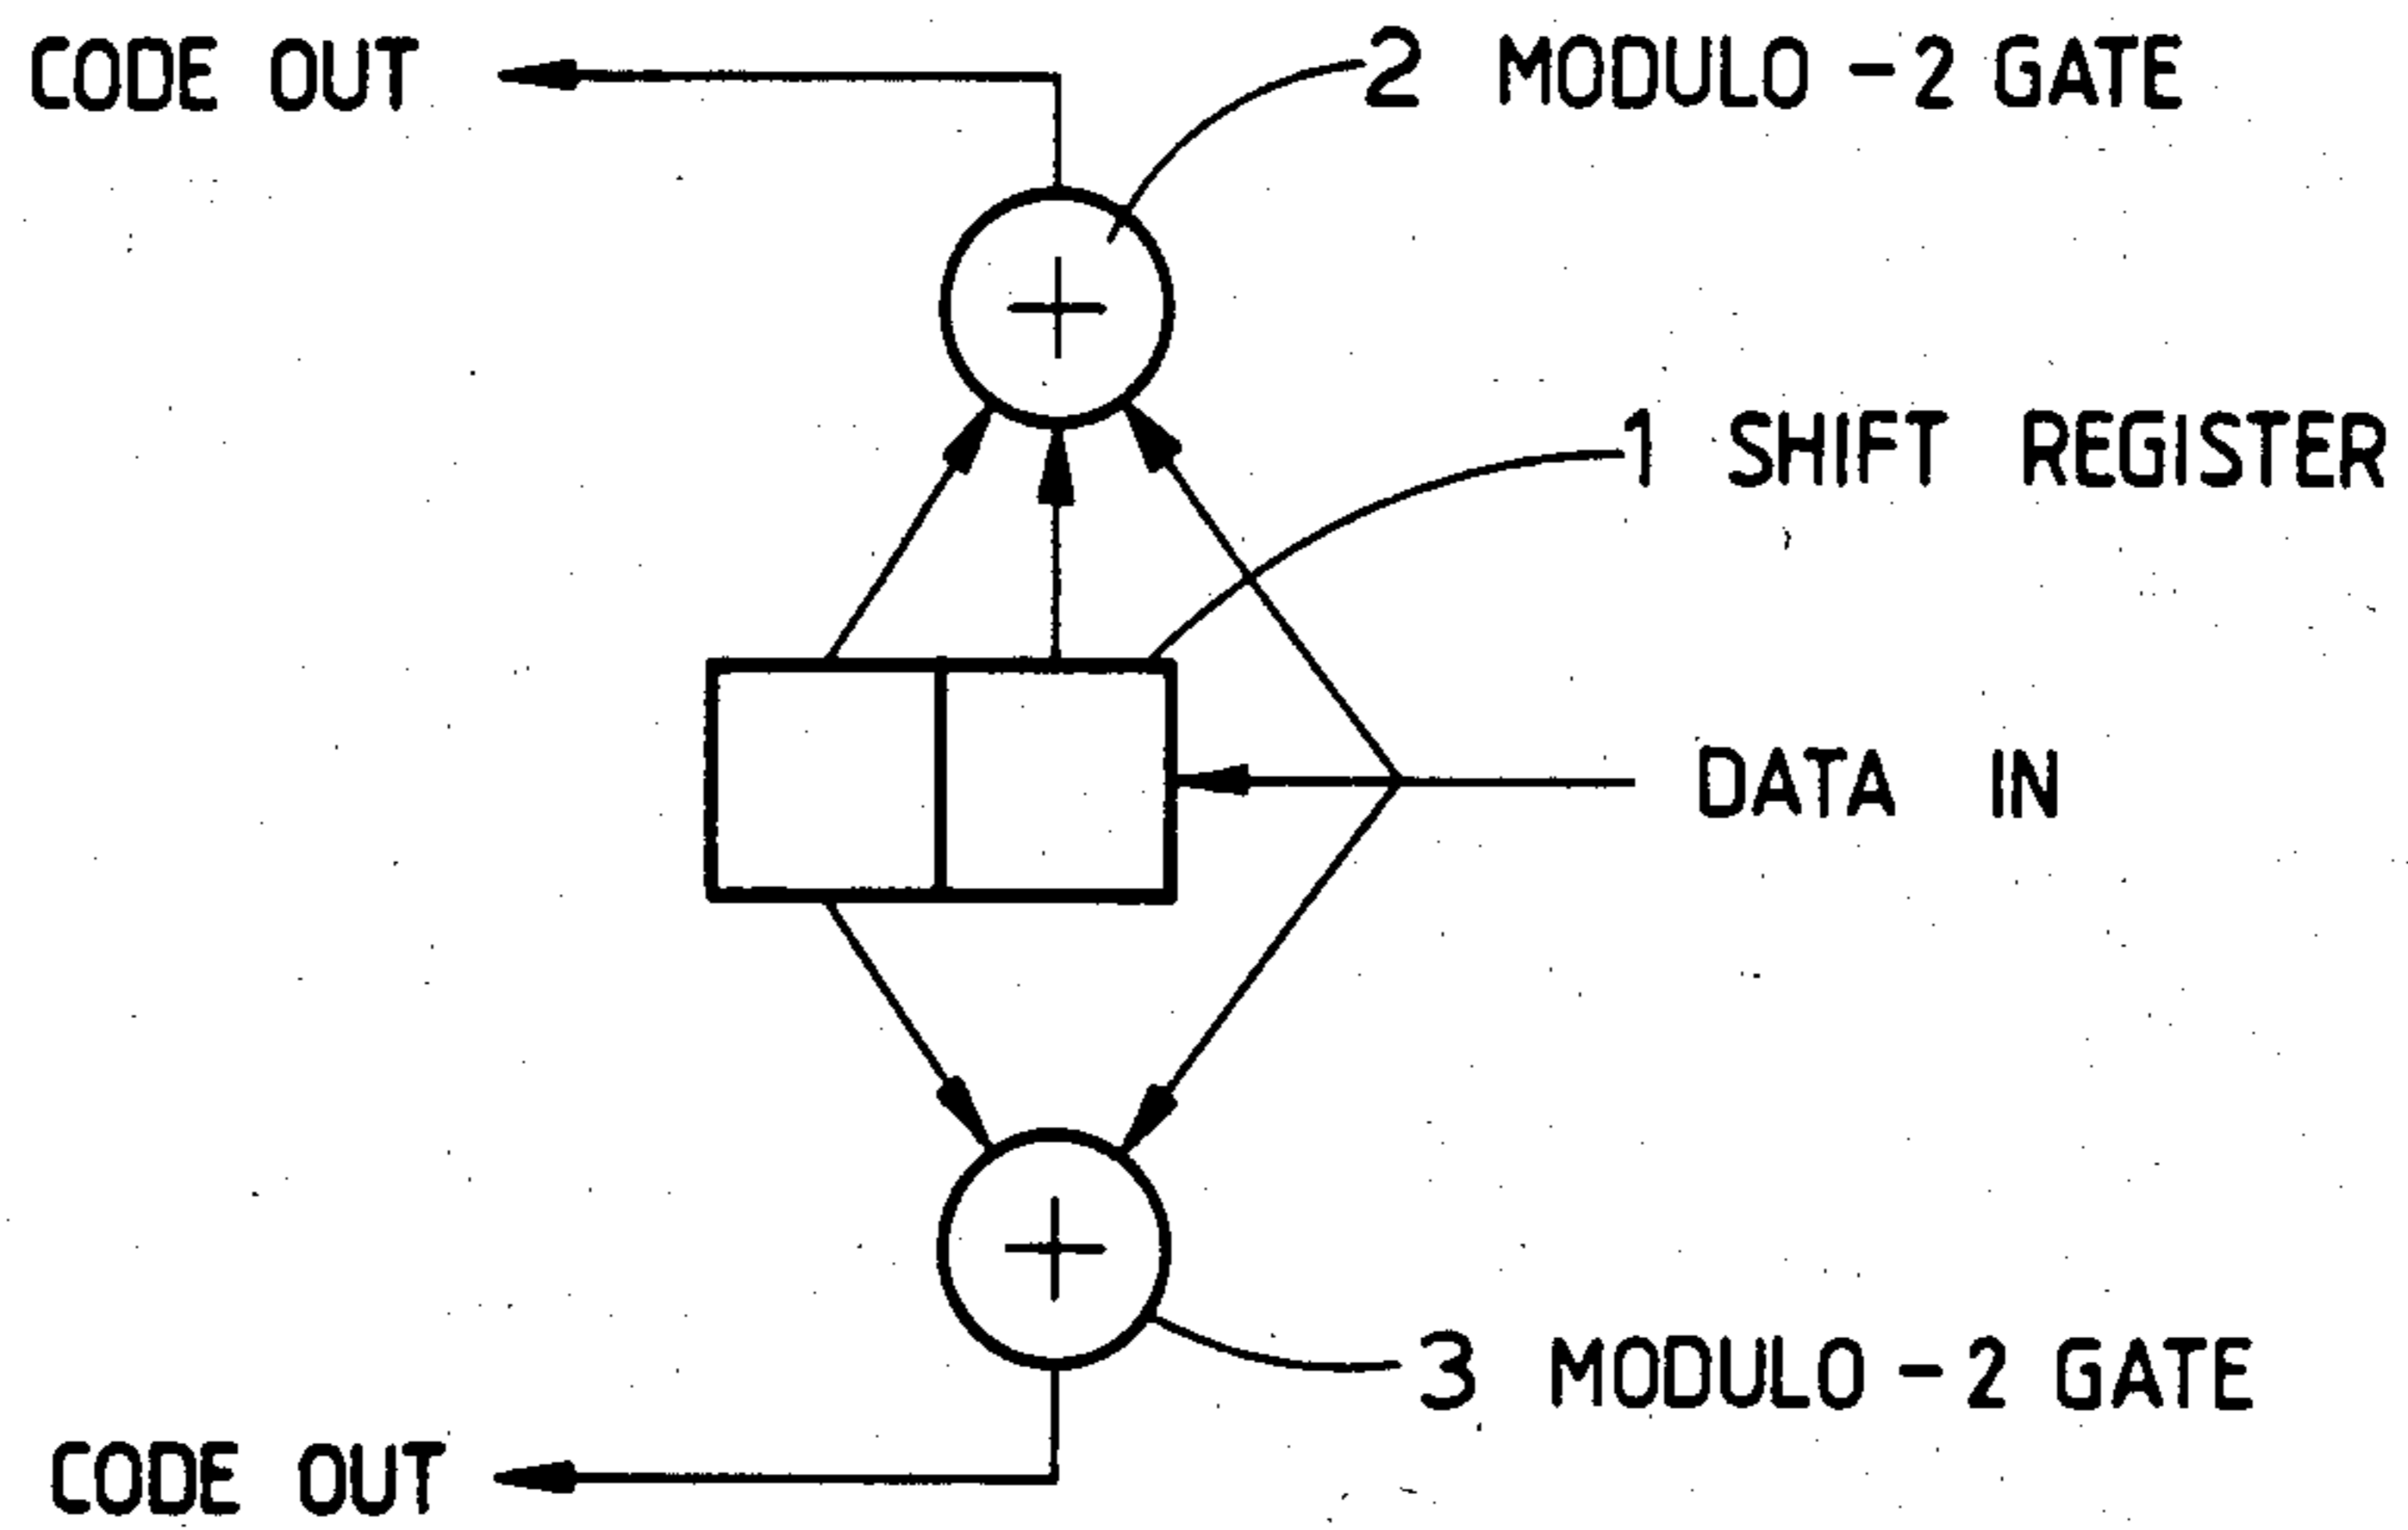 CODE OUT
2 MODULO-2 GATE
1 SHIFT REGISTER
DATA IN
3 MODULO-2 GATE
CODE OUT